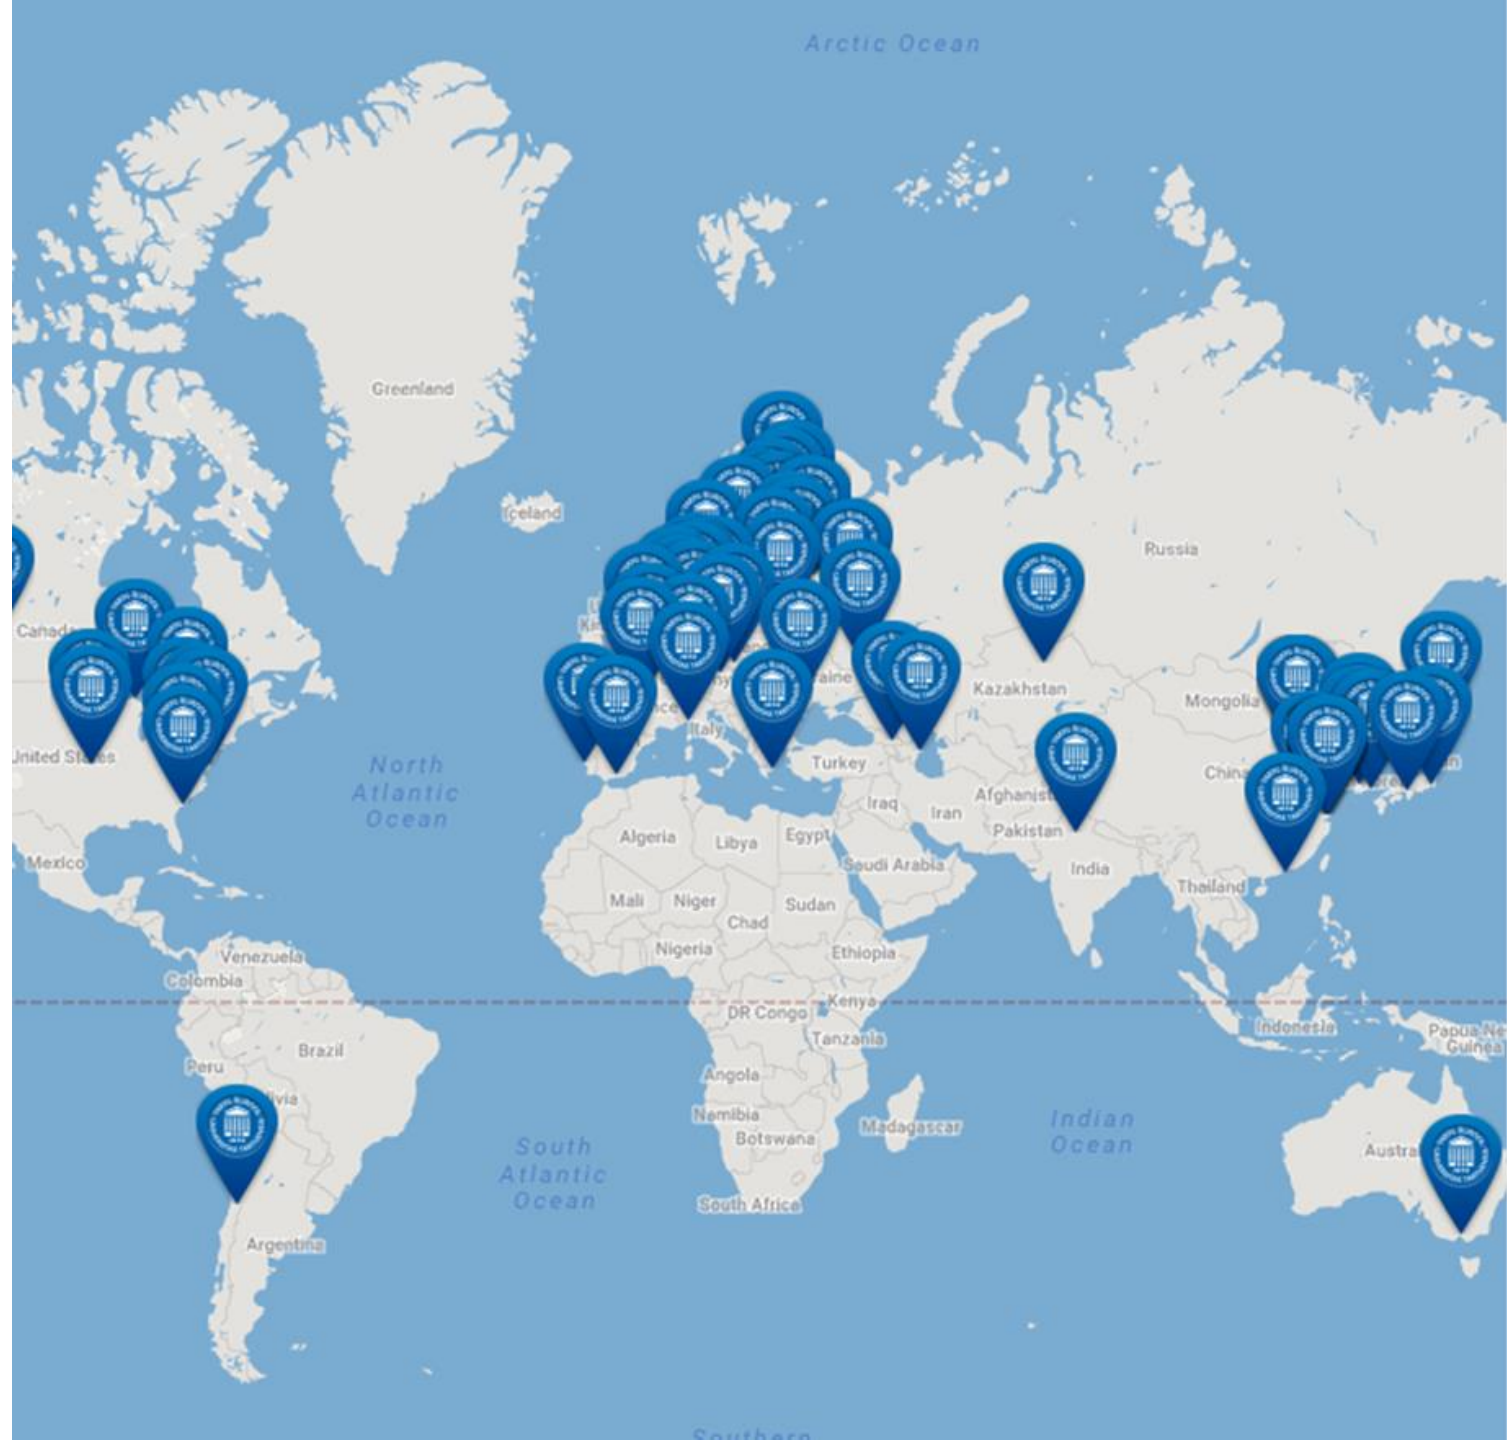 Arctic Ocean
Greenland
Iceland
Russia
Canada
Kazakhstan
Mongolia
United States
Italy
Turkey
North
Atlantic
Ocean
China
Iraq
Iran
Pakistan
Mexico
Algeria
Libya
Egypt
Saudi Arabia
India
Thailand
Mali
Niger
Chad
Sudan
Nigeria
Ethiopia
Venezuela
Colombia
DR Congo
Kenya
Tanzania
Indonesia
Papua Ne
Guinea
Brazil
Peru
Angola
Namibia
Botswana
Madagascar
Indian
Ocean
South
Atlantic
Ocean
South Africa
Argentina
Southern